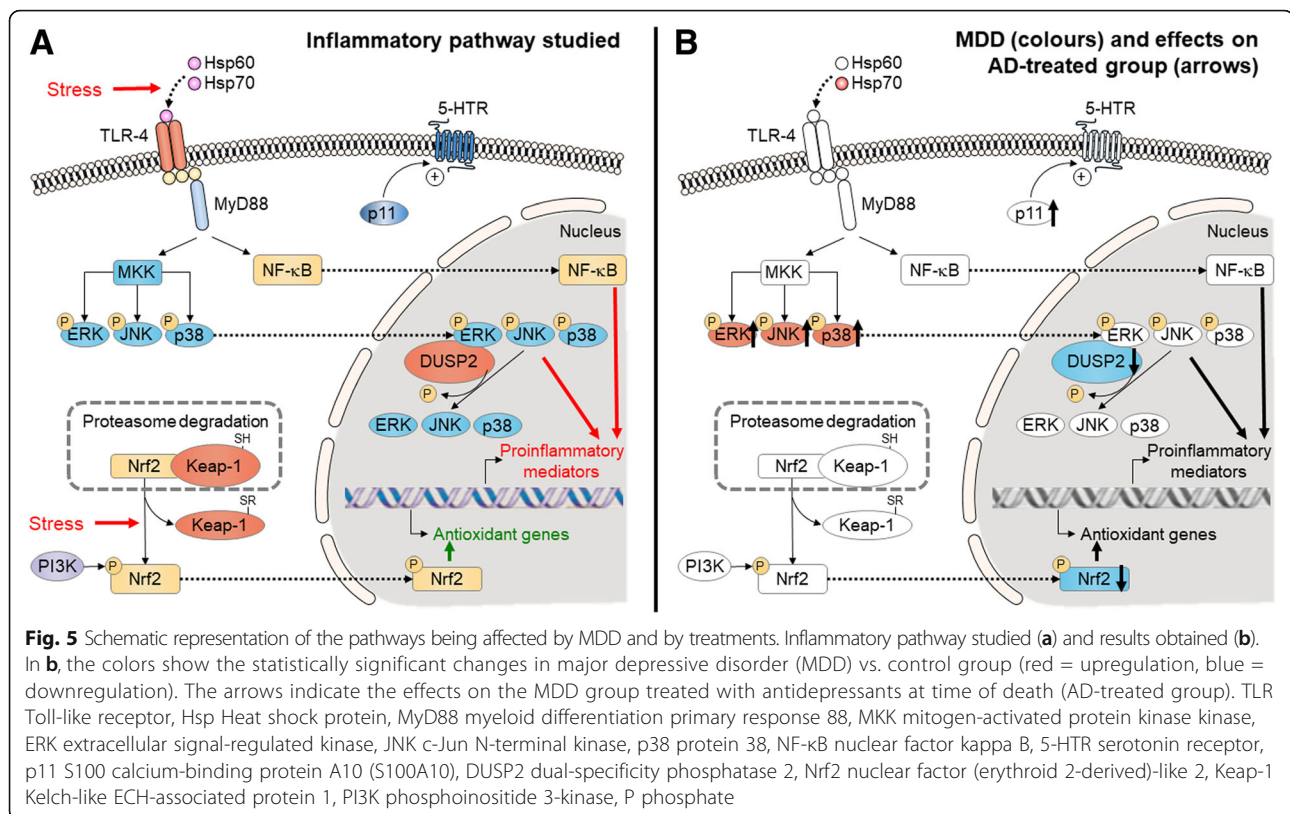 A
Inflammatory pathway studied
Hsp60
Hsp70
Stress
5-HTR
TLR-4
+
MyD88
p11
Nucleus
MKK
NF-κB
NF-κB
P
P
P
ERK
JNK
p38
P
P
P
ERK
JNK
p38
DUSP2
P
Proteasome degradation
SH
Nrf2
Keap-1
ERK
JNK
p38
Proinflammatory
mediators
SR
Keap-1
Stress
Antioxidant genes
PI3K
P
Nrf2
P
Nrf2
B
MDD (colours) and effects on
AD-treated group (arrows)
Hsp60
Hsp70
5-HTR
TLR-4
+
MyD88
p11
Nucleus
MKK
NF-κB
NF-κB
P
P
P
ERK
JNK
p38
P
P
P
ERK
JNK
p38
DUSP2
P
Proteasome degradation
SH
Nrf2
Keap-1
ERK
JNK
p38
Proinflammatory
mediators
SR
Keap-1
Antioxidant genes
PI3K
P
Nrf2
P
Nrf2
Fig. 5 Schematic representation of the pathways being affected by MDD and by treatments. Inflammatory pathway studied (a) and results obtained (b).
In b, the colors show the statistically significant changes in major depressive disorder (MDD) vs. control group (red = upregulation, blue =
downregulation). The arrows indicate the effects on the MDD group treated with antidepressants at time of death (AD-treated group). TLR
Toll-like receptor, Hsp Heat shock protein, MyD88 myeloid differentiation primary response 88, MKK mitogen-activated protein kinase kinase,
ERK extracellular signal-regulated kinase, JNK c-Jun N-terminal kinase, p38 protein 38, NF-κB nuclear factor kappa B, 5-HTR serotonin receptor,
p11 S100 calcium-binding protein A10 (S100A10), DUSP2 dual-specificity phosphatase 2, Nrf2 nuclear factor (erythroid 2-derived)-like 2, Keap-1
Kelch-like ECH-associated protein 1, PI3K phosphoinositide 3-kinase, P phosphate